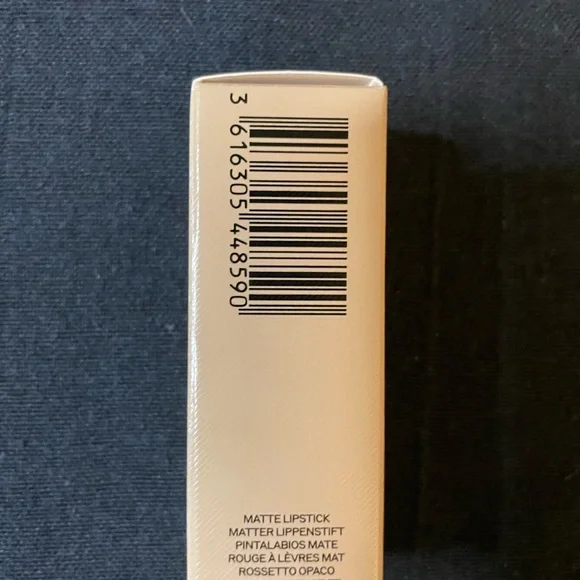 3 616305 448590
MATTE LIPSTICK
MATTER LIPPENSTIFT
PINTALABIOS MATE
ROUGE À LÈVRES MAT
ROSSETTO OPACO